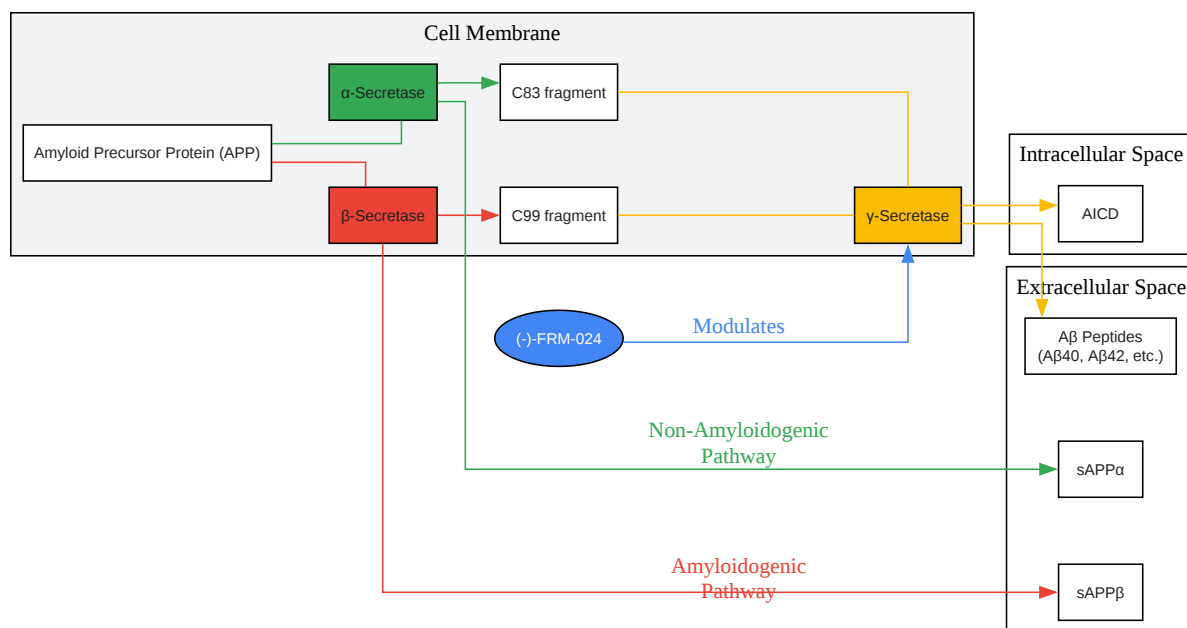 Cell Membrane
α-Secretase
C83 fragment
Amyloid Precursor Protein (APP)
β-Secretase
C99 fragment
γ-Secretase
Intracellular Space
AICD
Extracellular Space
Aβ Peptides
(Aβ40, Aβ42, etc.)
(-)-FRM-024
Modulates
Non-Amyloidogenic
Pathway
sAPPα
Amyloidogenic
Pathway
sAPPβ